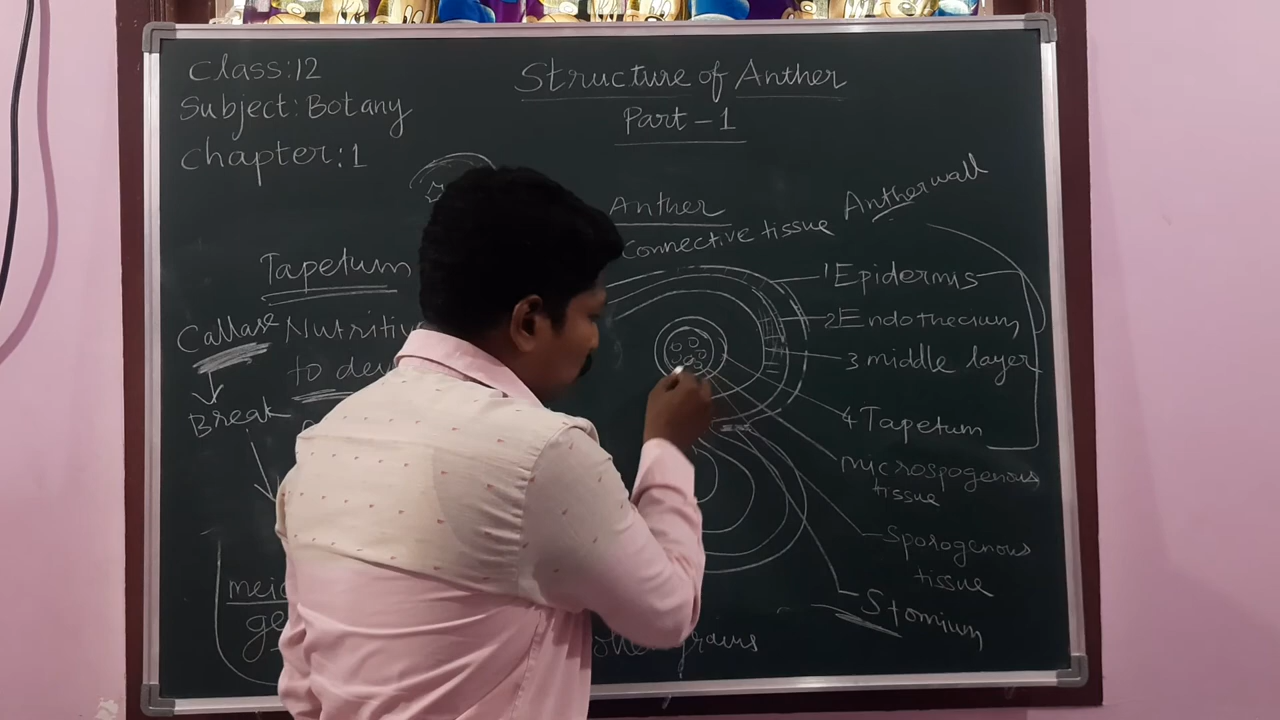 Class:12
Subject: Botany
Chapter:1
Structure of Anther
Part-1
Anther
Anther wall
Connective tissue
Tapetum
Callase
to
Break
1 Epidermis
2 Endothecium
3 middle layer
4 Tapetum
microspogenous
tissue
Sporogenous
tissue
Stomium